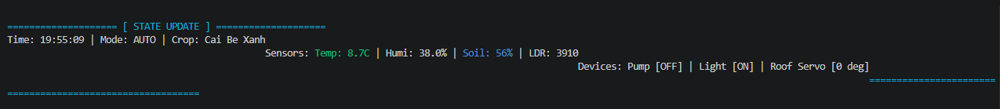 ==================== [ STATE UPDATE ] ====================
Time: 19:55:09 | Mode: AUTO | Crop: Cai Be Xanh
Sensors: Temp: 8.7C | Humi: 38.0% | Soil: 56% | LDR: 3910
Devices: Pump [OFF] | Light [ON] | Roof Servo [0 deg]
=======================
===================================